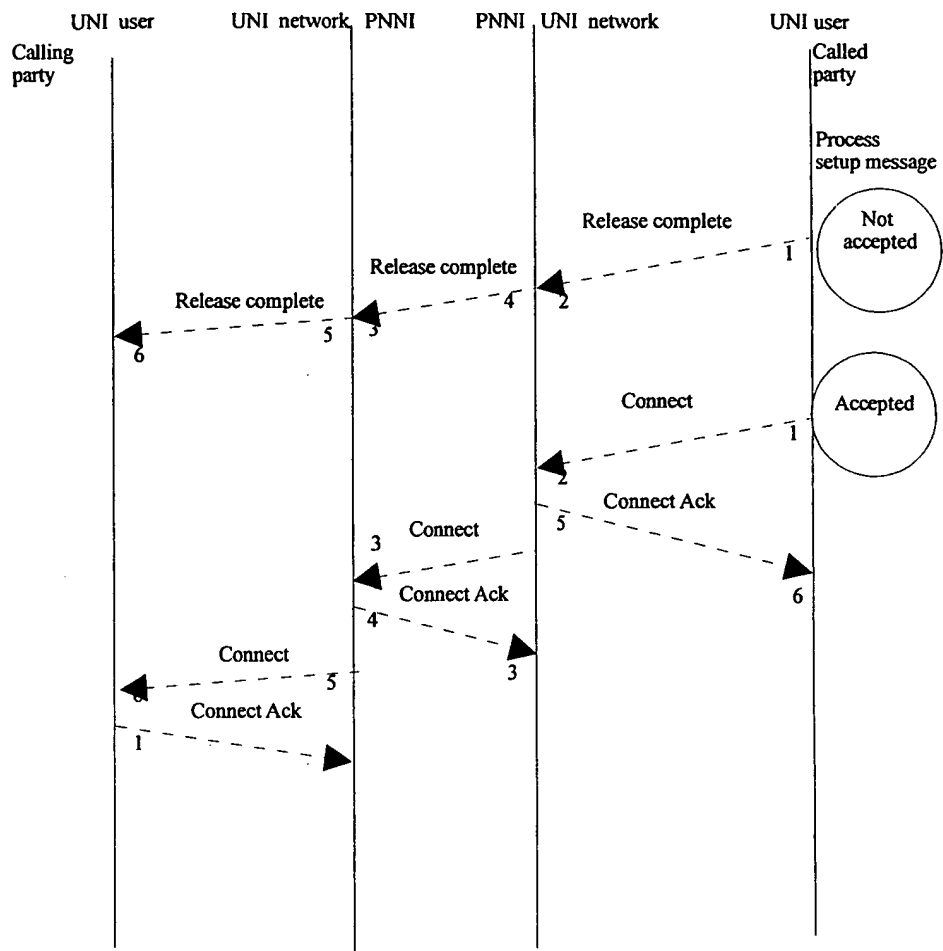 UNI user
UNI network
PNNI
PNNI
UNI network
UNI user
Calling
party
Called
party
Process
setup message
Not
accepted
Release complete
1
Release complete
4
2
Release complete
5
3
6
Accepted
Connect
1
2
Connect Ack
5
3
Connect
6
Connect Ack
4
3
Connect
5
Connect Ack
1